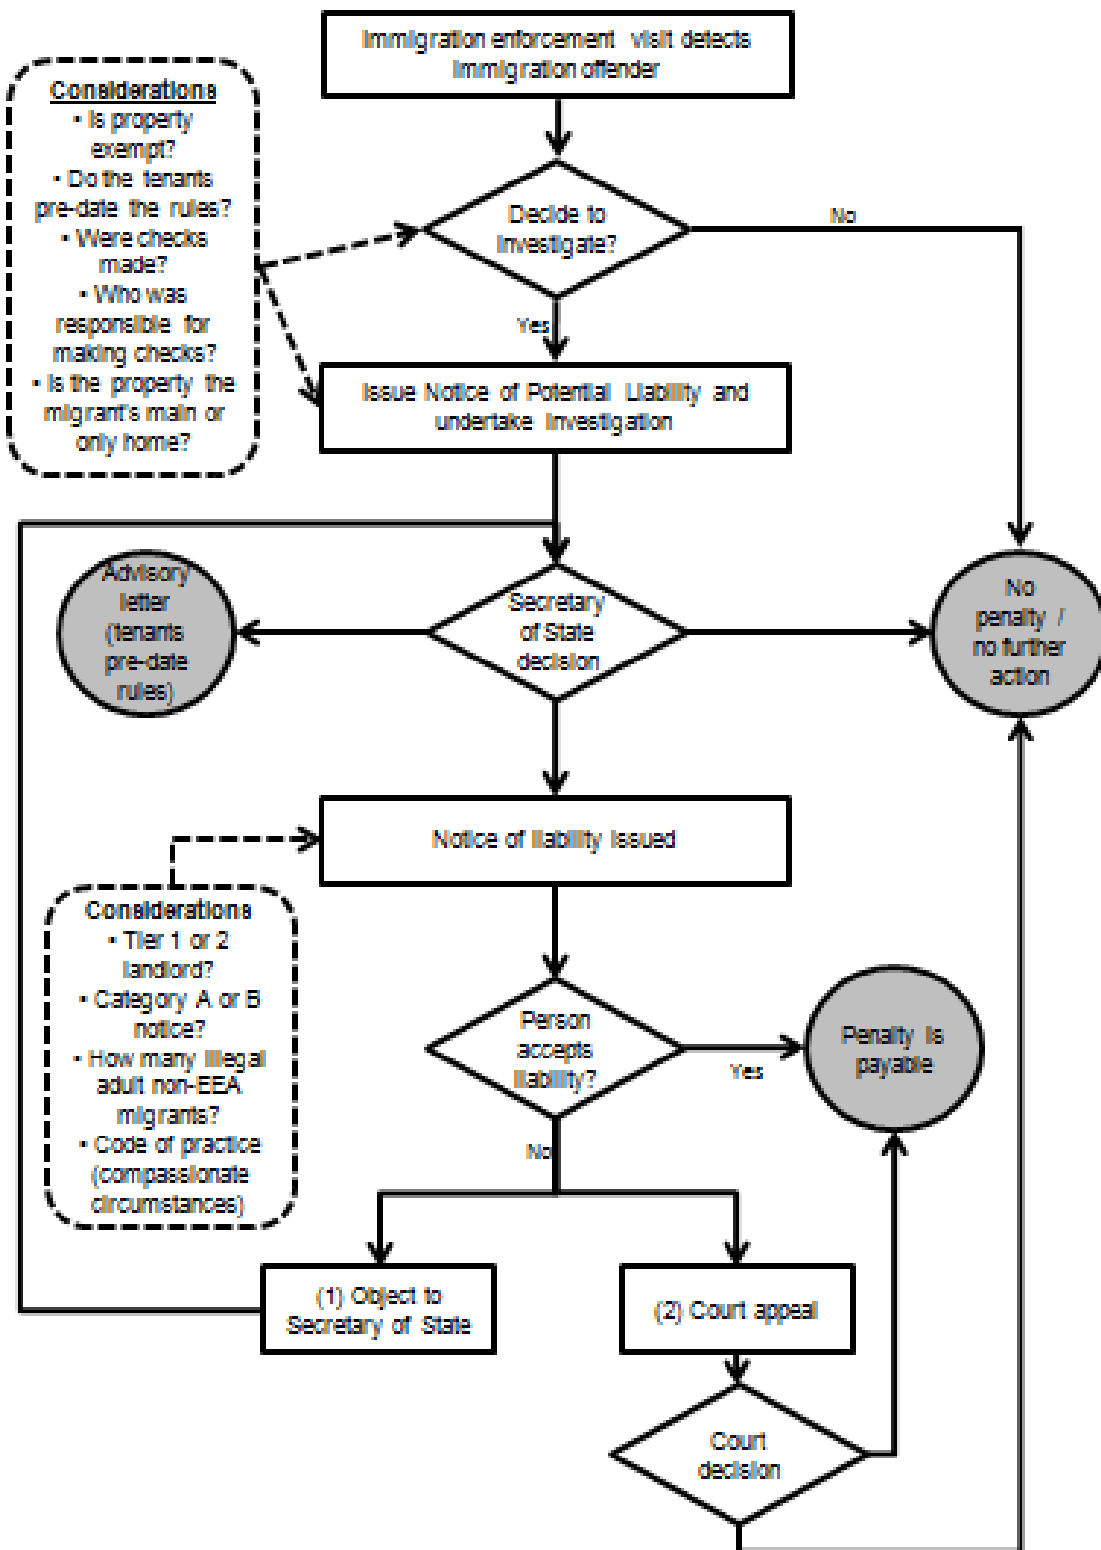 Immigration enforcement visit detects
immigration offender
Considerations
• Is property
exempt?
• Do the tenants
pre-date the rules?
• Were checks
made?
• Who was
responsible for
making checks?
• Is the property the
migrant's main or
only home?
Decide to
investigate?
No
Yes
Issue Notice of Potential Liability and
undertake investigation
Advisory
letter
(tenants
pre-date
rules)
Secretary
of State
decision
No
penalty /
no further
action
Notice of liability issued
Considerations
• Tier 1 or 2
landlord?
• Category A or B
notice?
• How many illegal
adult non-EEA
migrants?
• Code of practice
(compassionate
circumstances)
Person
accepts
liability?
Yes
Penalty is
payable
No
(1) Object to
Secretary of State
(2) Court appeal
Court
decision